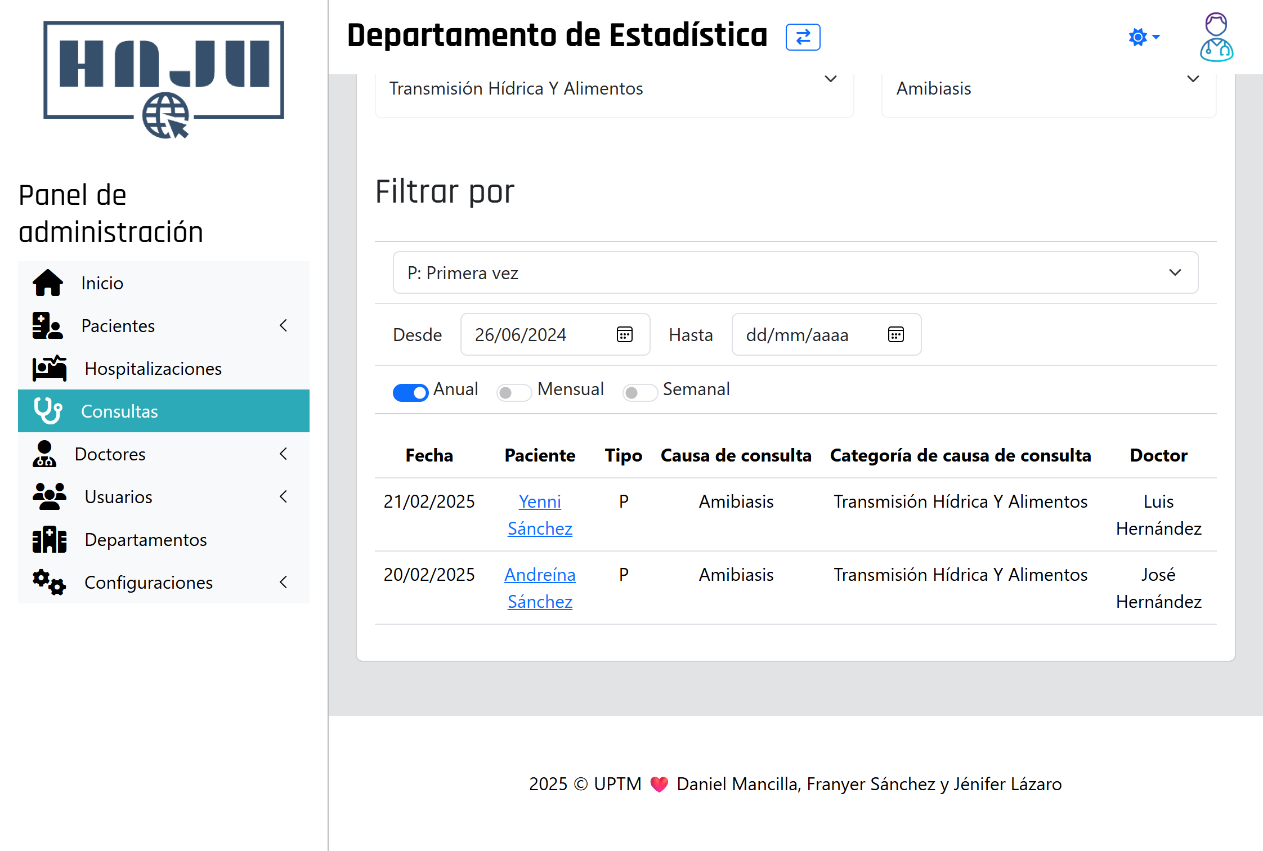 HNJU
Departamento de Estadística
Transmisión Hídrica Y Alimentos
Amibiasis
Panel de
administración
Inicio
Pacientes
Hospitalizaciones
Consultas
Doctores
Usuarios
Departamentos
Configuraciones
Filtrar por
P: Primera vez
Desde 26/06/2024 Hasta dd/mm/aaaa
Anual Mensual Semanal
Fecha Paciente Tipo Causa de consulta Categoría de causa de consulta Doctor
21/02/2025 Yenni P Amibiasis Transmisión Hídrica Y Alimentos Luis
Sánchez Hernández
20/02/2025 Andreína P Amibiasis Transmisión Hídrica Y Alimentos José
Sánchez Hernández
2025 © UPTM ❤ Daniel Mancilla, Franyer Sánchez y Jénifer Lázaro